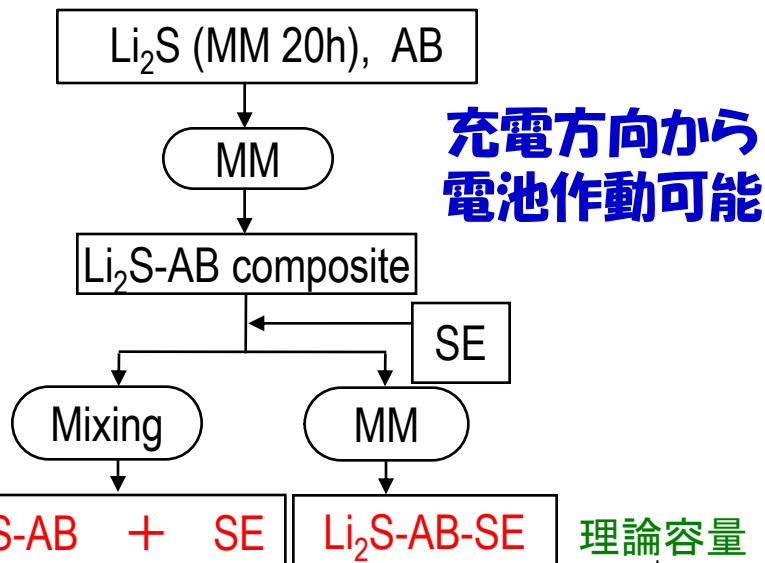 Li₂S (MM 20h), AB
充電方向から
電池作動可能
MM
Li₂S-AB composite
SE
Mixing
MM
S-AB + SE
Li₂S-AB-SE
理論容量